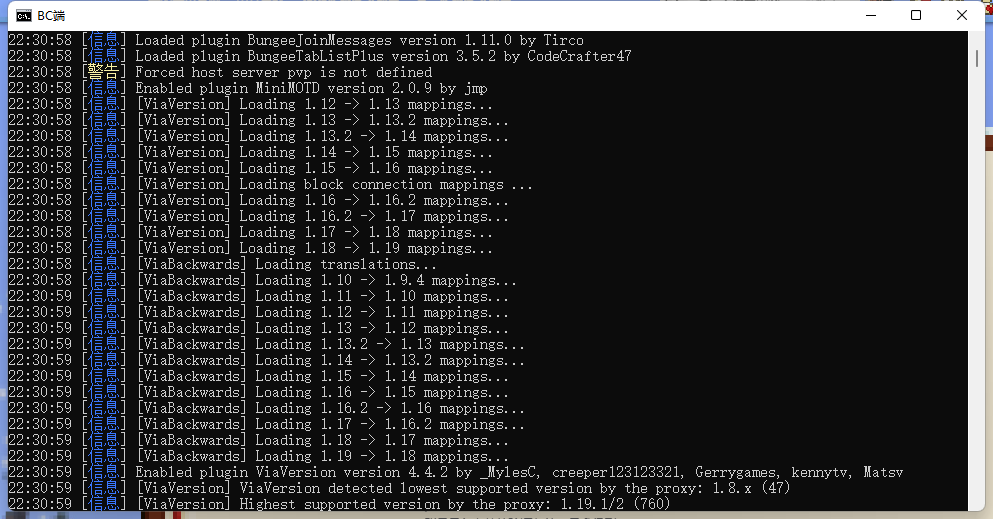 BC端
22:30:58 [信息] Loaded plugin BungeeJoinMessages version 1.11.0 by Tirco
22:30:58 [信息] Loaded plugin BungeeTabListPlus version 3.5.2 by CodeCrafter47
22:30:58 [警告] Forced host server pvp is not defined
22:30:58 [信息] Enabled plugin MiniMOTD version 2.0.9 by jmp
22:30:58 [信息] [ViaVersion] Loading 1.12 -> 1.13 mappings...
22:30:58 [信息] [ViaVersion] Loading 1.13 -> 1.13.2 mappings...
22:30:58 [信息] [ViaVersion] Loading 1.13.2 -> 1.14 mappings...
22:30:58 [信息] [ViaVersion] Loading 1.14 -> 1.15 mappings...
22:30:58 [信息] [ViaVersion] Loading 1.15 -> 1.16 mappings...
22:30:58 [信息] [ViaVersion] Loading block connection mappings ...
22:30:58 [信息] [ViaVersion] Loading 1.16 -> 1.16.2 mappings...
22:30:58 [信息] [ViaVersion] Loading 1.16.2 -> 1.17 mappings...
22:30:58 [信息] [ViaVersion] Loading 1.17 -> 1.18 mappings...
22:30:58 [信息] [ViaVersion] Loading 1.18 -> 1.19 mappings...
22:30:58 [信息] [ViaBackwards] Loading translations...
22:30:58 [信息] [ViaBackwards] Loading 1.10 -> 1.9.4 mappings...
22:30:59 [信息] [ViaBackwards] Loading 1.11 -> 1.10 mappings...
22:30:59 [信息] [ViaBackwards] Loading 1.12 -> 1.11 mappings...
22:30:59 [信息] [ViaBackwards] Loading 1.13 -> 1.12 mappings...
22:30:59 [信息] [ViaBackwards] Loading 1.13.2 -> 1.13 mappings...
22:30:59 [信息] [ViaBackwards] Loading 1.14 -> 1.13.2 mappings...
22:30:59 [信息] [ViaBackwards] Loading 1.15 -> 1.14 mappings...
22:30:59 [信息] [ViaBackwards] Loading 1.16 -> 1.15 mappings...
22:30:59 [信息] [ViaBackwards] Loading 1.16.2 -> 1.16 mappings...
22:30:59 [信息] [ViaBackwards] Loading 1.17 -> 1.16.2 mappings...
22:30:59 [信息] [ViaBackwards] Loading 1.18 -> 1.17 mappings...
22:30:59 [信息] [ViaBackwards] Loading 1.19 -> 1.18 mappings...
22:30:59 [信息] Enabled plugin ViaVersion version 4.4.2 by _MylesC, creeper123123321, Gerrygames, kennytv, Matsv
22:30:59 [信息] [ViaVersion] ViaVersion detected lowest supported version by the proxy: 1.8.x (47)
22:30:59 [信息] [ViaVersion] Highest supported version by the proxy: 1.19.1/2 (760)